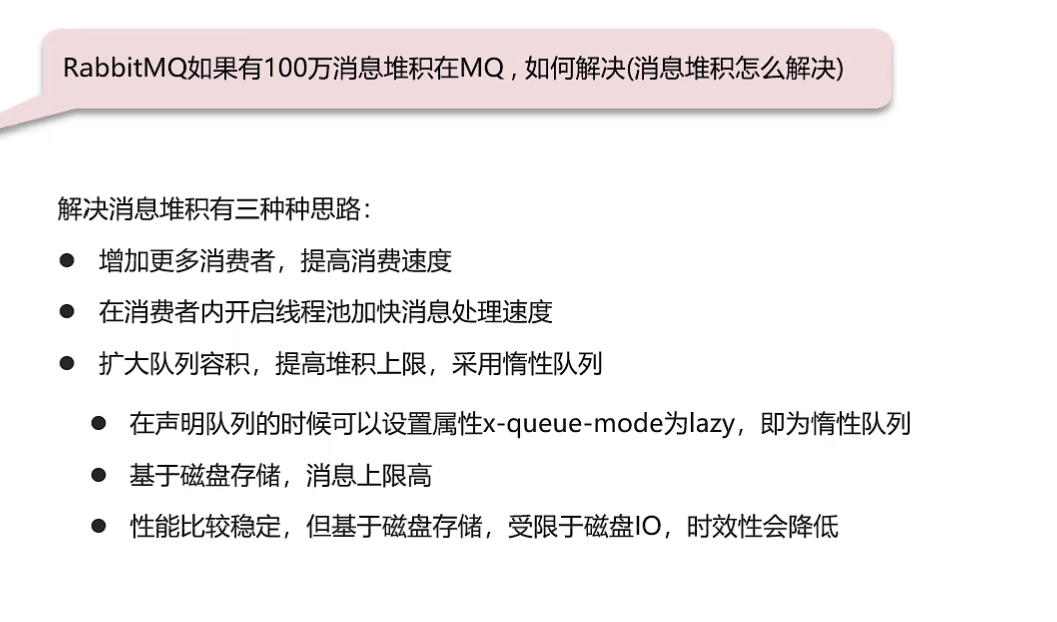 RabbitMQ如果有100万消息堆积在MQ , 如何解决(消息堆积怎么解决)
解决消息堆积有三种种思路：
● 增加更多消费者，提高消费速度
● 在消费者内开启线程池加快消息处理速度
● 扩大队列容积，提高堆积上限，采用惰性队列
● 在声明队列的时候可以设置属性x-queue-mode为lazy，即为惰性队列
● 基于磁盘存储，消息上限高
● 性能比较稳定，但基于磁盘存储，受限于磁盘IO，时效性会降低